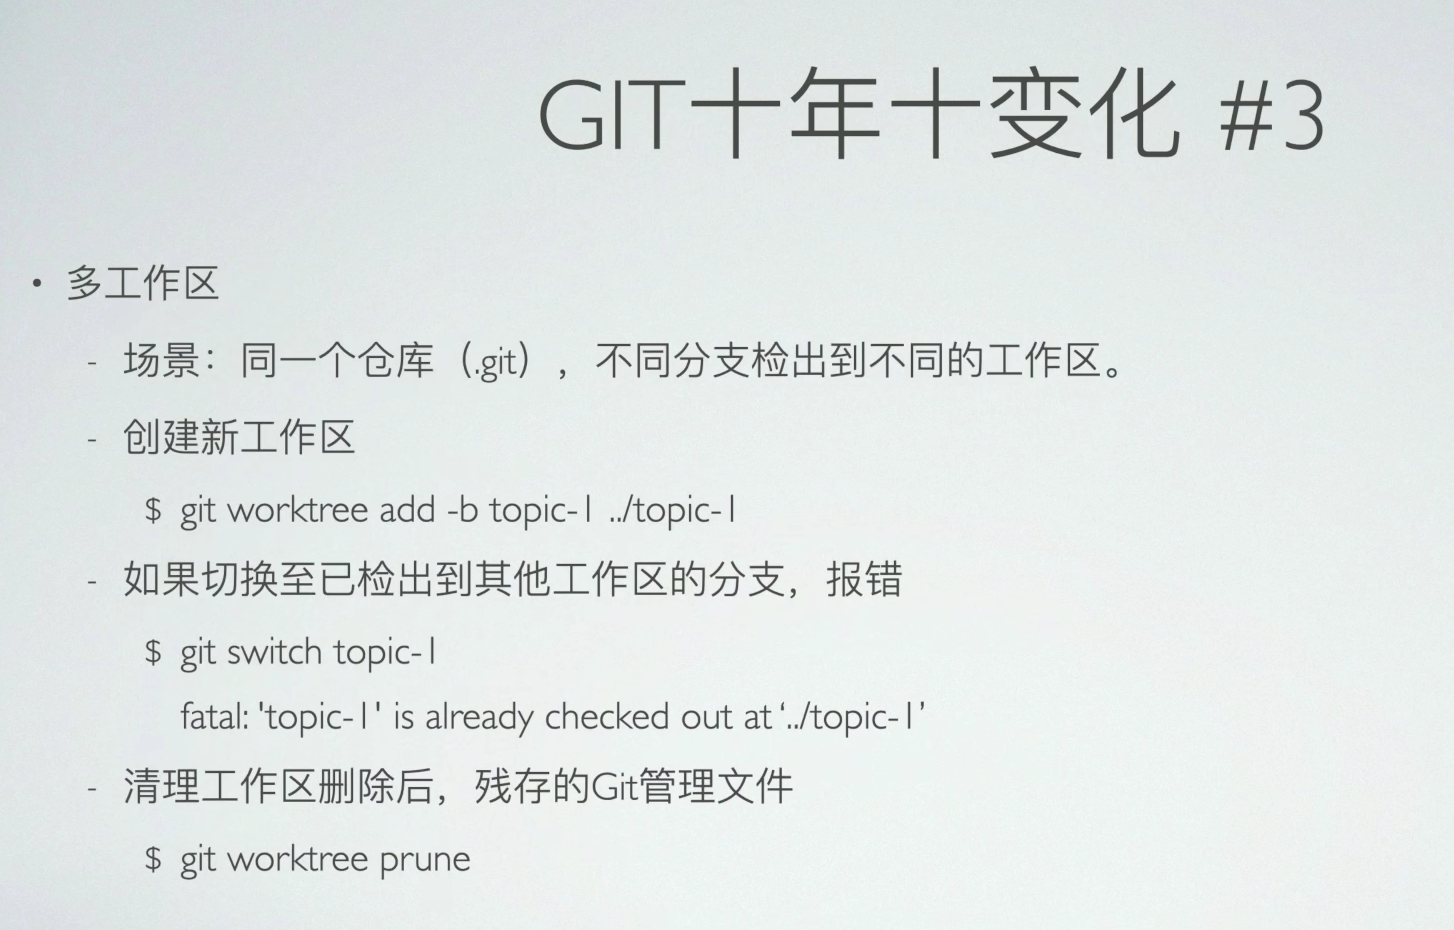 GIT十年十变化 #3
• 多工作区
- 场景：同一个仓库（.git），不同分支检出到不同的工作区。
- 创建新工作区
$ git worktree add -b topic-1 ../topic-1
- 如果切换至已检出到其他工作区的分支，报错
$ git switch topic-1
fatal: 'topic-1' is already checked out at ‘../topic-1’
- 清理工作区删除后，残存的Git管理文件
$ git worktree prune